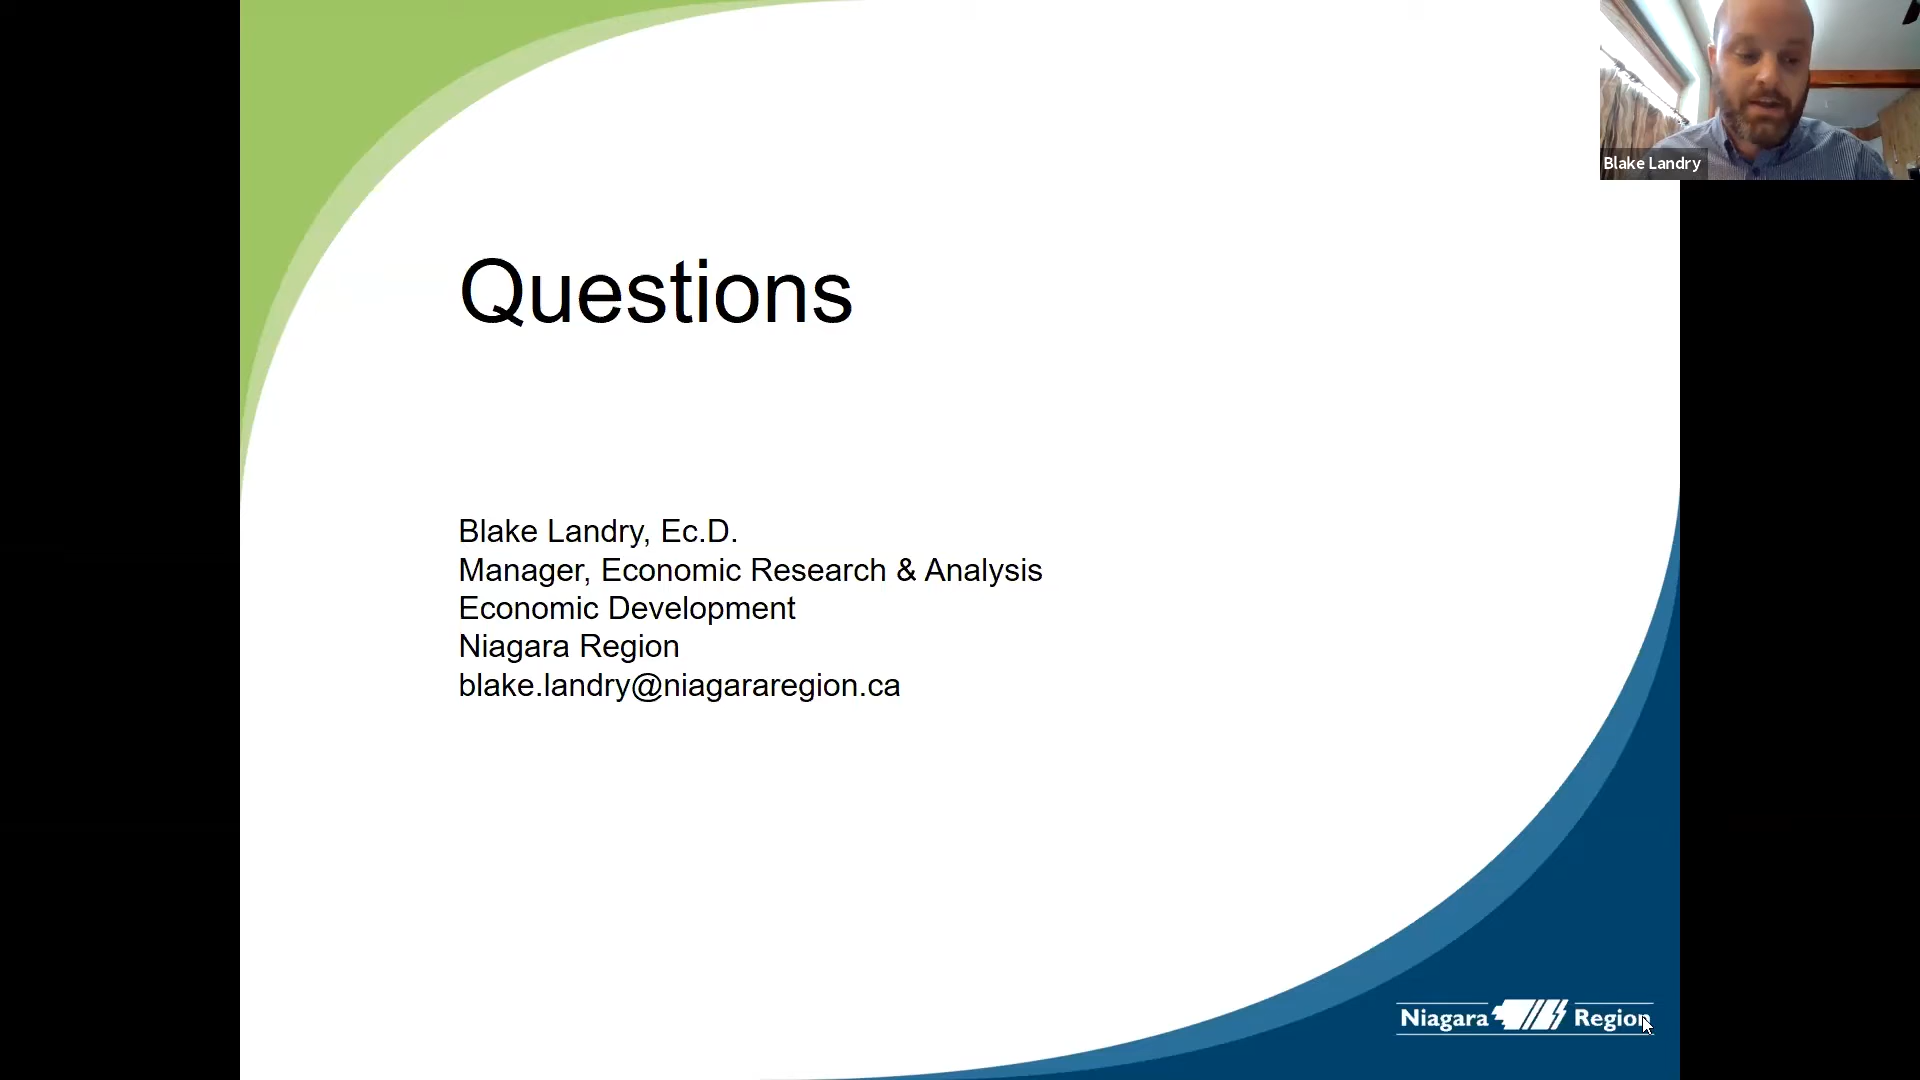 Blake Landry
Questions
Blake Landry, Ec.D.
Manager, Economic Research & Analysis
Economic Development
Niagara Region
blake.landry@niagararegion.ca
Niagara Region